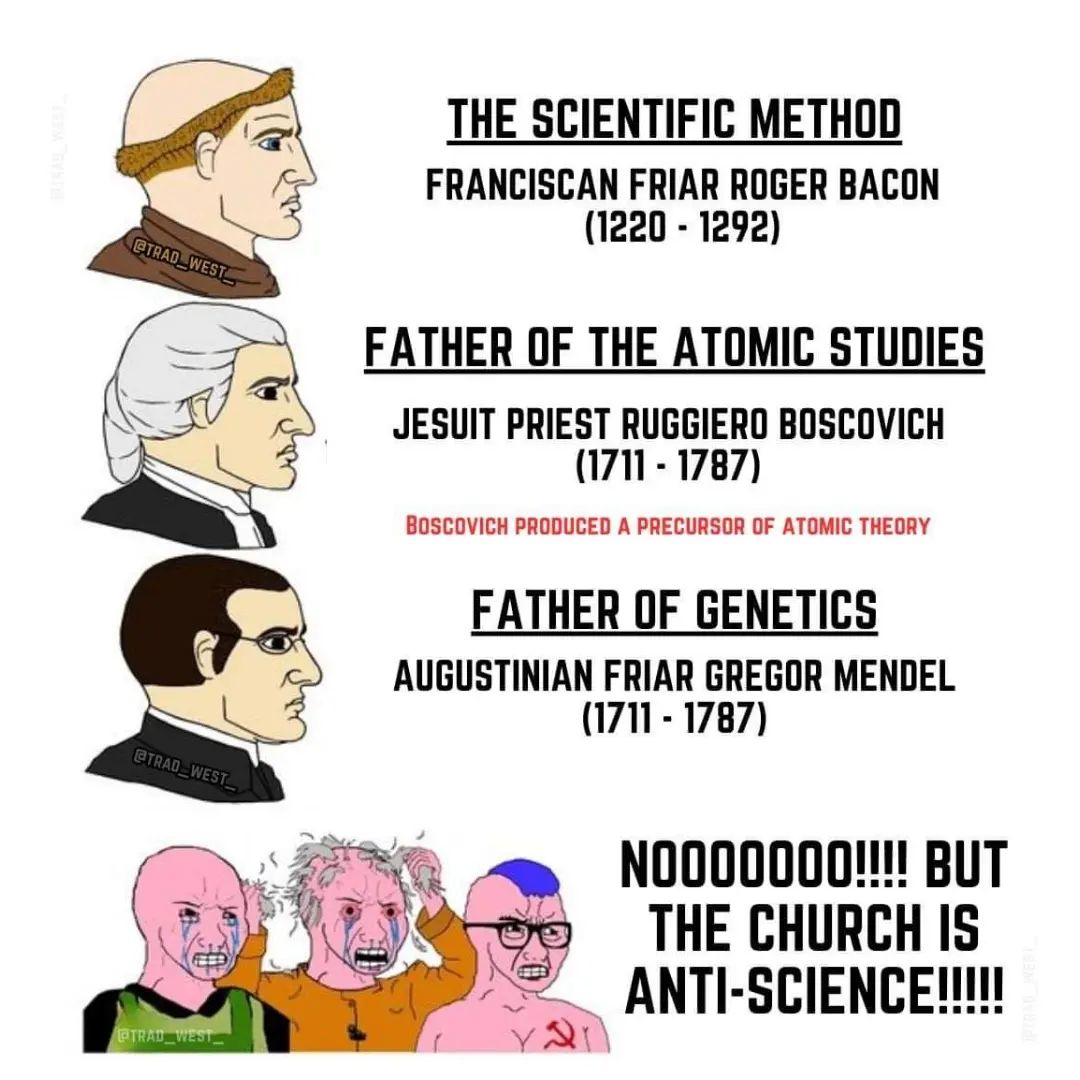 THE SCIENTIFIC METHOD
FRANCISCAN FRIAR ROGER BACON
(1220 - 1292)
@TRAD_WEST_
FATHER OF THE ATOMIC STUDIES
JESUIT PRIEST RUGGIERO BOSCOVICH
(1711 - 1787)
BOSCOVICH PRODUCED A PRECURSOR OF ATOMIC THEORY
FATHER OF GENETICS
AUGUSTINIAN FRIAR GREGOR MENDEL
(1711 - 1787)
@TRAD_WEST_
NOOOOOOO!!!! BUT
THE CHURCH IS
ANTI-SCIENCE!!!!!
@TRAD_WEST_
@TRAD_WEST_
@TRAD_WEST_